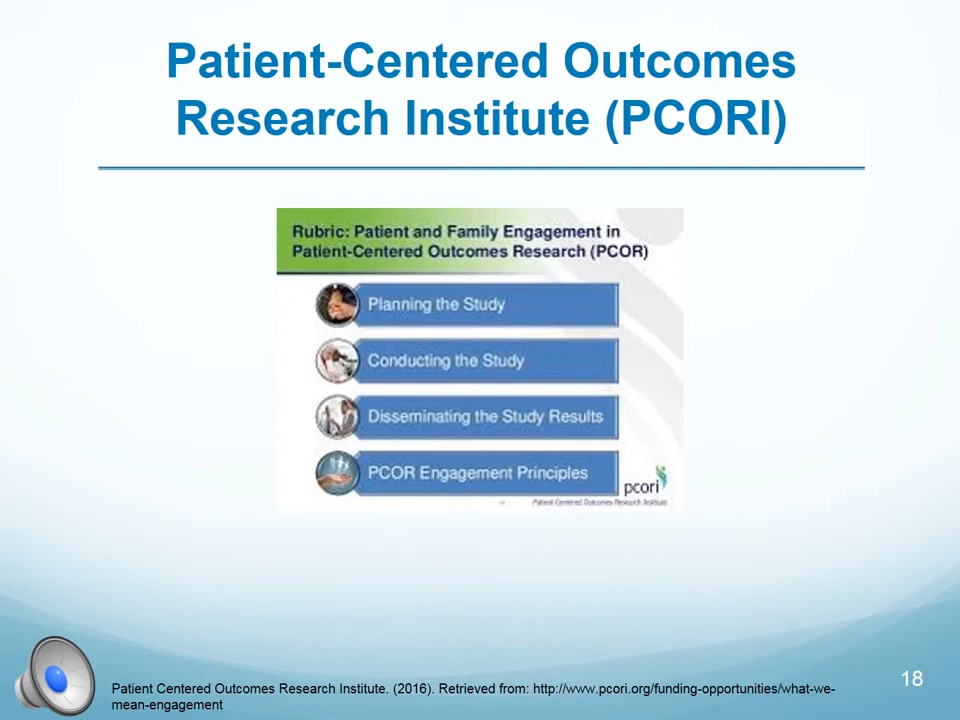 Patient-Centered Outcomes
Research Institute (PCORI)
Rubric: Patient and Family Engagement in
Patient-Centered Outcomes Research (PCOR)
Planning the Study
Conducting the Study
Disseminating the Study Results
PCOR Engagement Principles
pcori
Patient-Centered Outcomes Research Institute
18
Patient Centered Outcomes Research Institute. (2016). Retrieved from: http://www.pcori.org/funding-opportunities/what-we-
mean-engagement